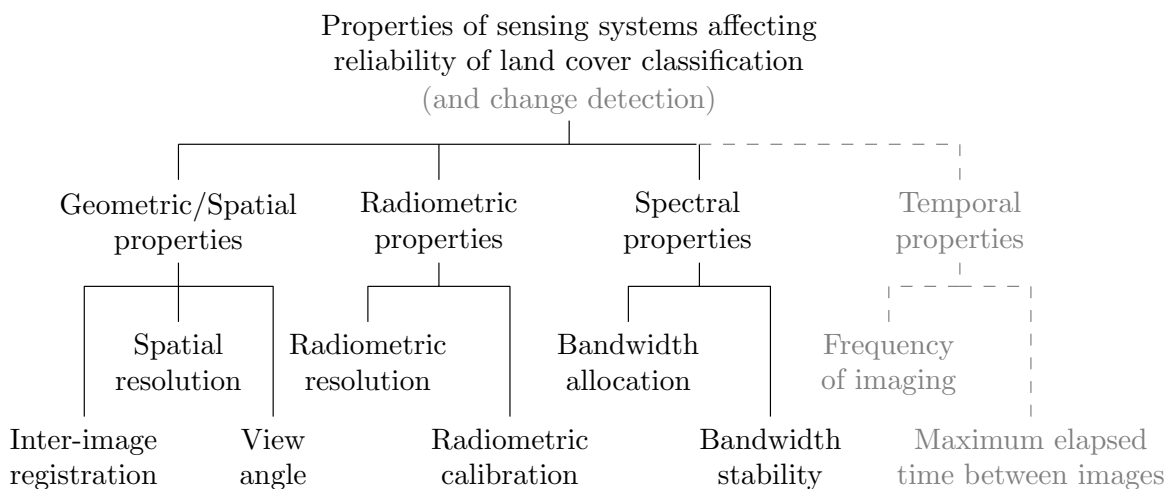 Properties of sensing systems affecting
reliability of land cover classification
(and change detection)
Geometric/Spatial
properties
Radiometric
properties
Spectral
properties
Temporal
properties
Spatial
resolution
Radiometric
resolution
Bandwidth
allocation
Frequency
of imaging
Inter-image
registration
View
angle
Radiometric
calibration
Bandwidth
stability
Maximum elapsed
time between images